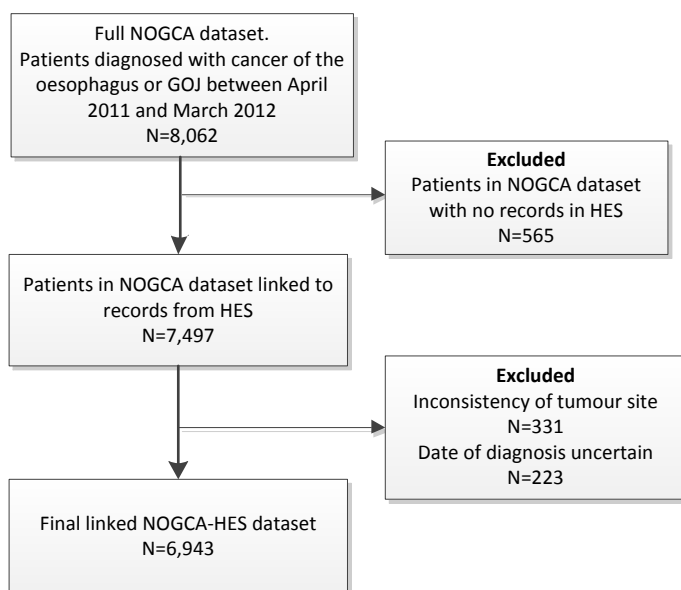 Full NOGCA dataset.
Patients diagnosed with cancer of the
oesophagus or GOJ between April
2011 and March 2012
N=8,062
Excluded
Patients in NOGCA dataset
with no records in HES
N=565
Patients in NOGCA dataset linked to
records from HES
N=7,497
Excluded
Inconsistency of tumour site
N=331
Date of diagnosis uncertain
N=223
Final linked NOGCA-HES dataset
N=6,943